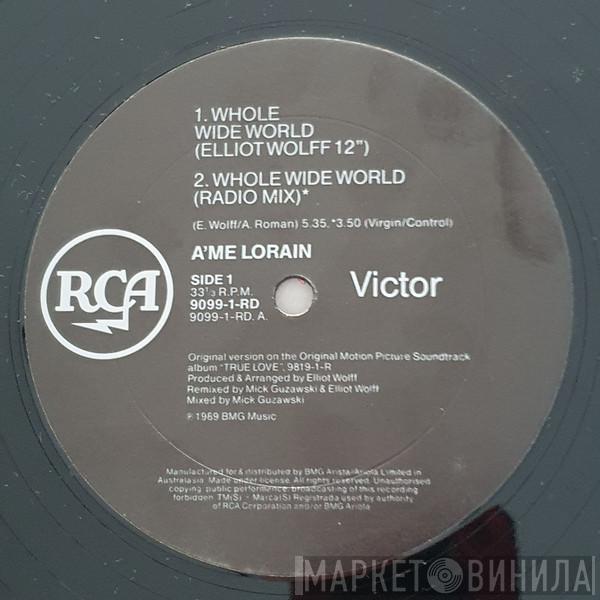 1. WHOLE
WIDE WORLD
(ELLIOT WOLFF 12")
2. WHOLE WIDE WORLD
(RADIO MIX)*
(E. Wolff/A. Roman) 5.35. *3.50 (Virgin/Control)
A'ME LORAIN
SIDE 1
33⅓ R.P.M.
9099-1-RD
9099-1-RD. A.
RCA
Victor
Original version on the Original Motion Picture Soundtrack
album "TRUE LOVE", 9819-1-R
Produced & Arranged by Elliot Wolff
Remixed by Mick Guzawski & Elliot Wolff
Mixed by Mick Guzawski
℗ 1969 BMG Music
Manufactured for & distributed by BMG Arista/Ariola Limited in
Australasia. Made under license. All rights reserved. Unauthorised
copying, public performance, broadcasting of this recording
forbidden. TM(S) - Marca(S) Registrada used by authority
of RCA Corporation and/or BMG Ariola
МАРКЕТ ВИНИЛА